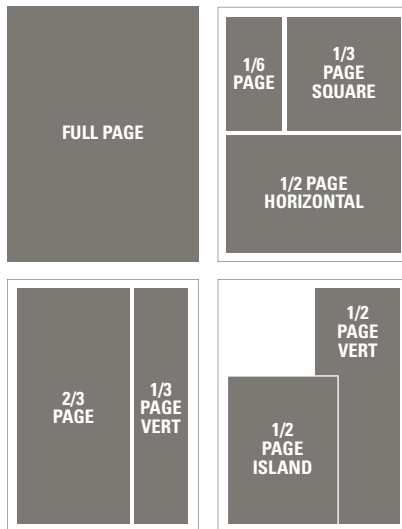 FULL PAGE
1/6
PAGE
1/3
PAGE
SQUARE
1/2 PAGE
HORIZONTAL
2/3
PAGE
1/3
PAGE
VERT
1/2
PAGE
VERT
1/2
PAGE
ISLAND